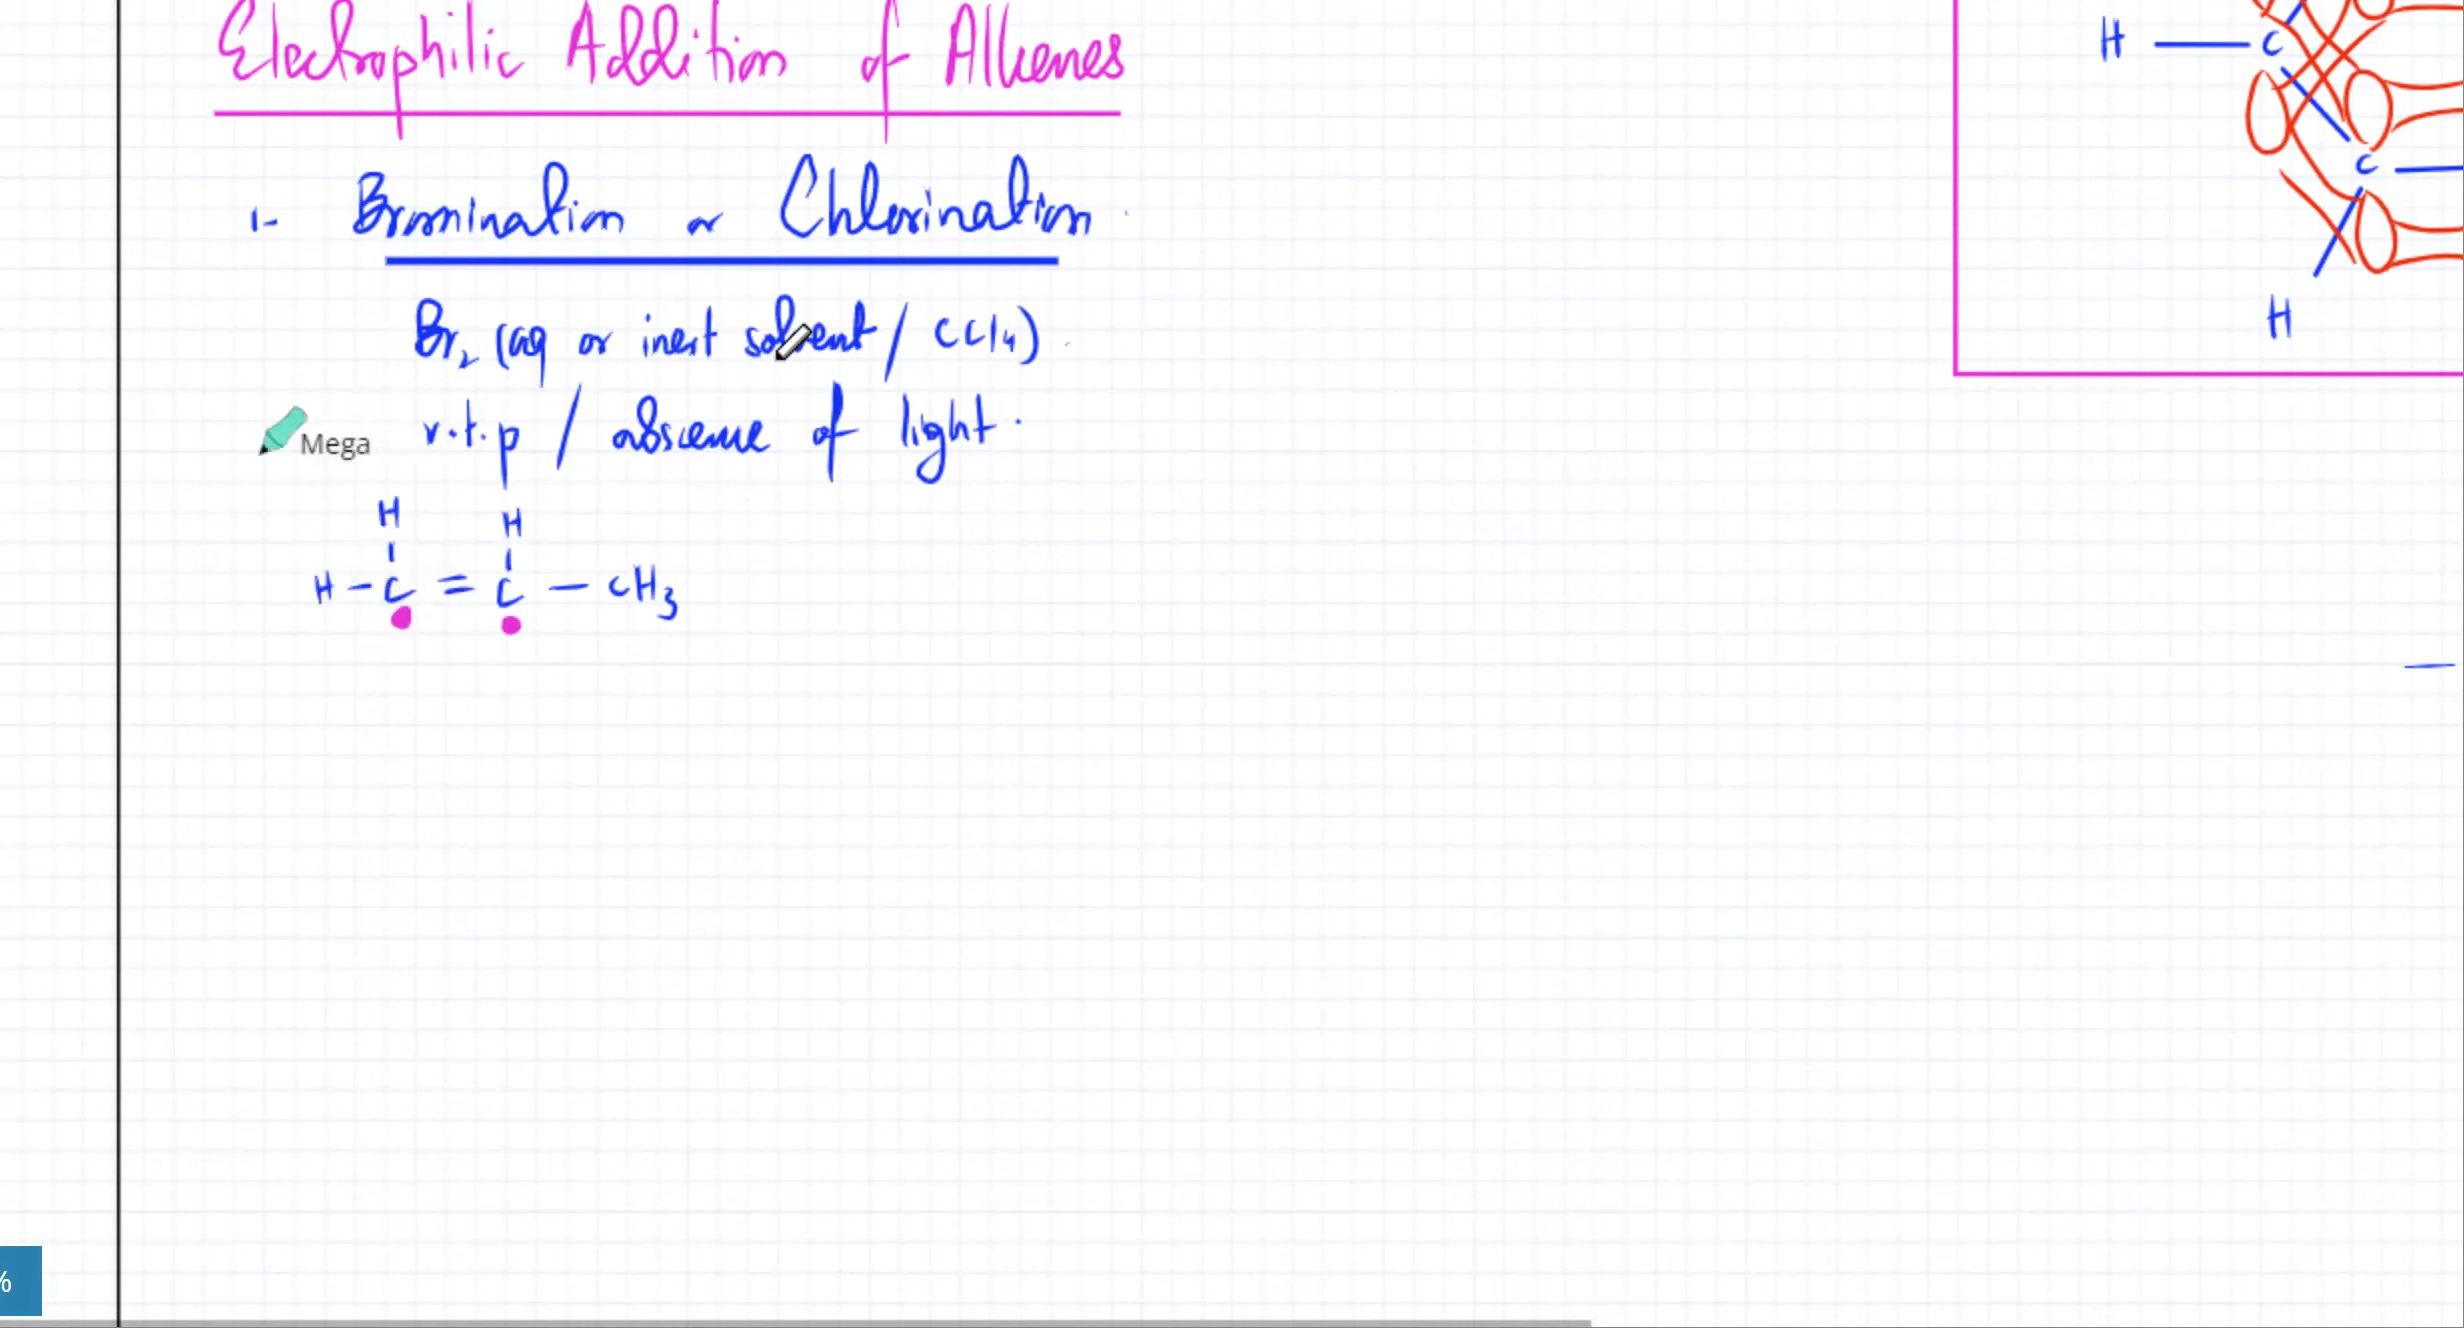 Electrophilic Addition of Alkenes
1- Bromination or Chlorination
Br₂ (aq or inert solvent / CCl₄)
r.t.p / absence of light.
Mega
H H
H - C = C - CH₃
H — C
C —
H
%